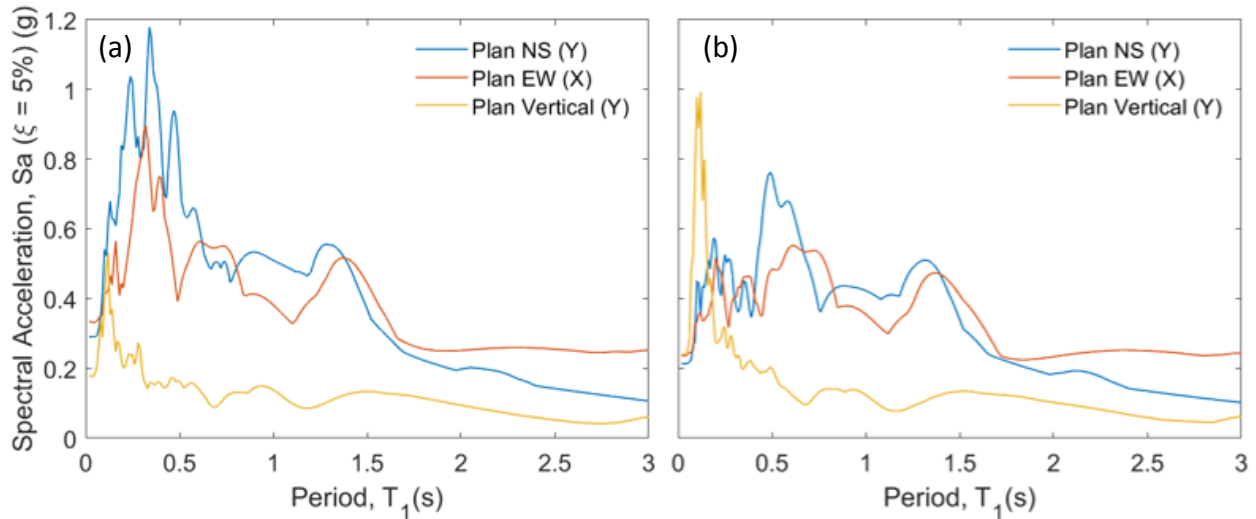 Spectral Acceleration, Sa (ξ = 5%) (g)
1.2
1
0.8
0.6
0.4
0.2
0
(a)
Plan NS (Y)
Plan EW (X)
Plan Vertical (Y)
0 0.5 1 1.5 2 2.5 3
Period, T₁(s)
(b)
Plan NS (Y)
Plan EW (X)
Plan Vertical (Y)
0 0.5 1 1.5 2 2.5 3
Period, T₁(s)